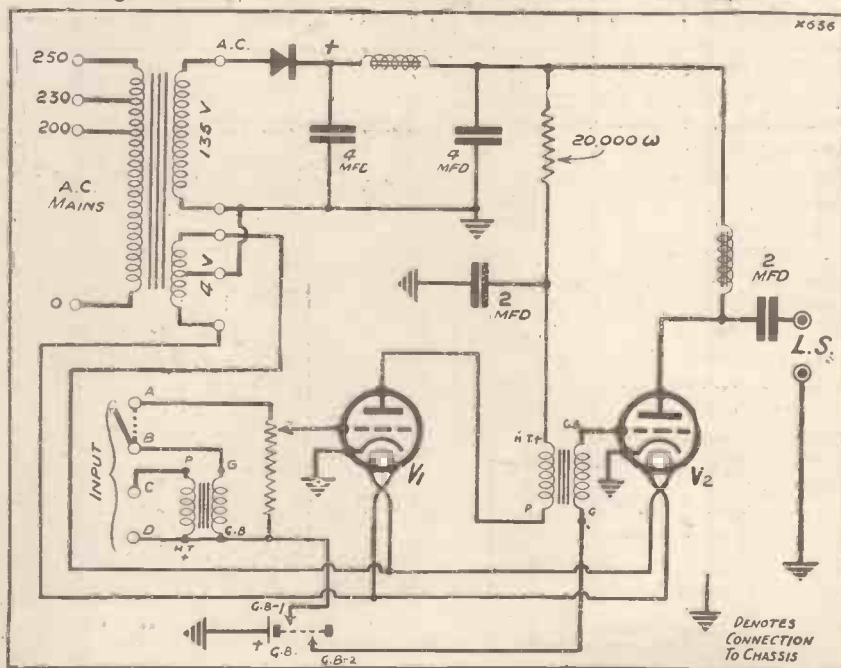 X636
250
230
200
A.C.
MAINS
0
A.C.
135 V
4 V
+
4
MFD
4
MFD
20,000 ω
2
MFD
2
MFD
L.S.
INPUT
A
B
C
D
P
G
H.T
+
G.B
V1
H.T.+
P
G.B
G
V2
G.B-1
+
G.B.
G.B-2
DENOTES
CONNECTION
TO CHASSIS